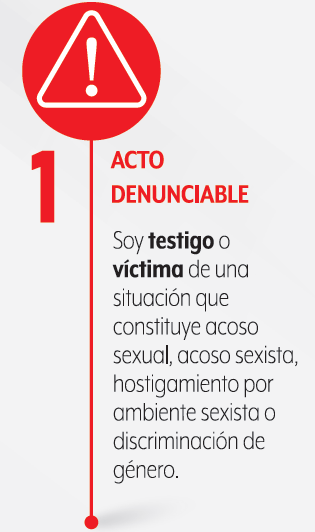 1
ACTO
DENUNCIABLE
Soy testigo o
víctima de una
situación que
constituye acoso
sexual, acoso sexista,
hostigamiento por
ambiente sexista o
discriminación de
género.